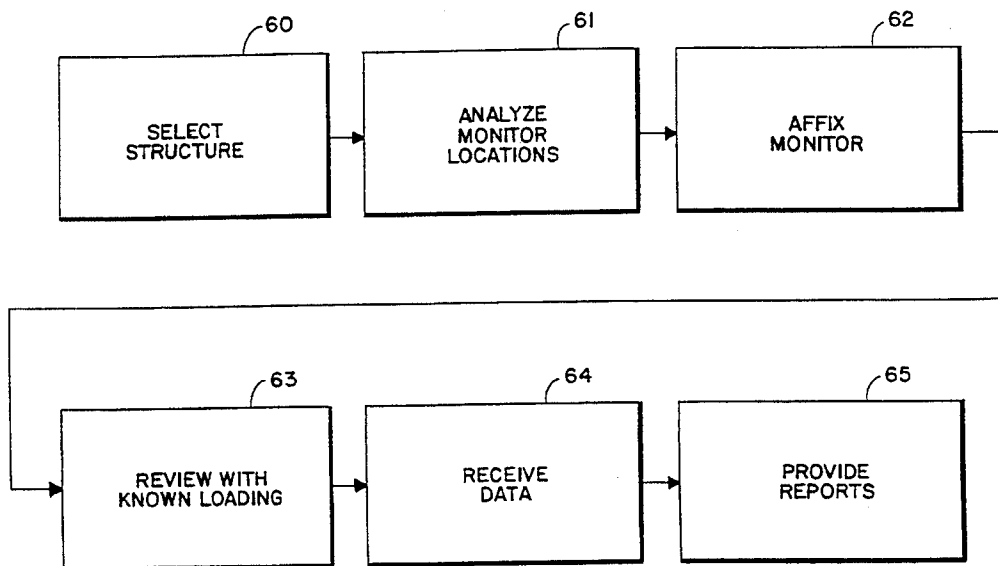 60
SELECT
STRUCTURE
61
ANALYZE
MONITOR
LOCATIONS
62
AFFIX
MONITOR
63
REVIEW WITH
KNOWN LOADING
64
RECEIVE
DATA
65
PROVIDE
REPORTS